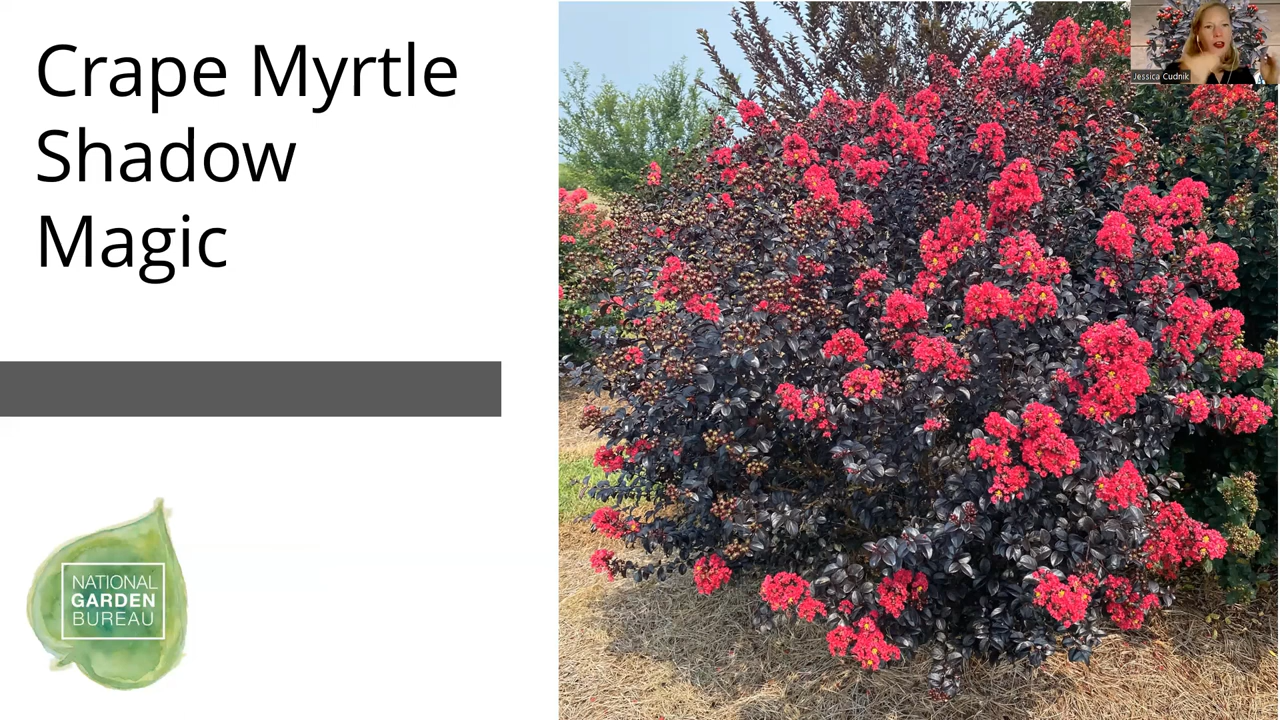 Crape Myrtle
Shadow
Magic
NATIONAL
GARDEN
BUREAU
Jessica Cudnik